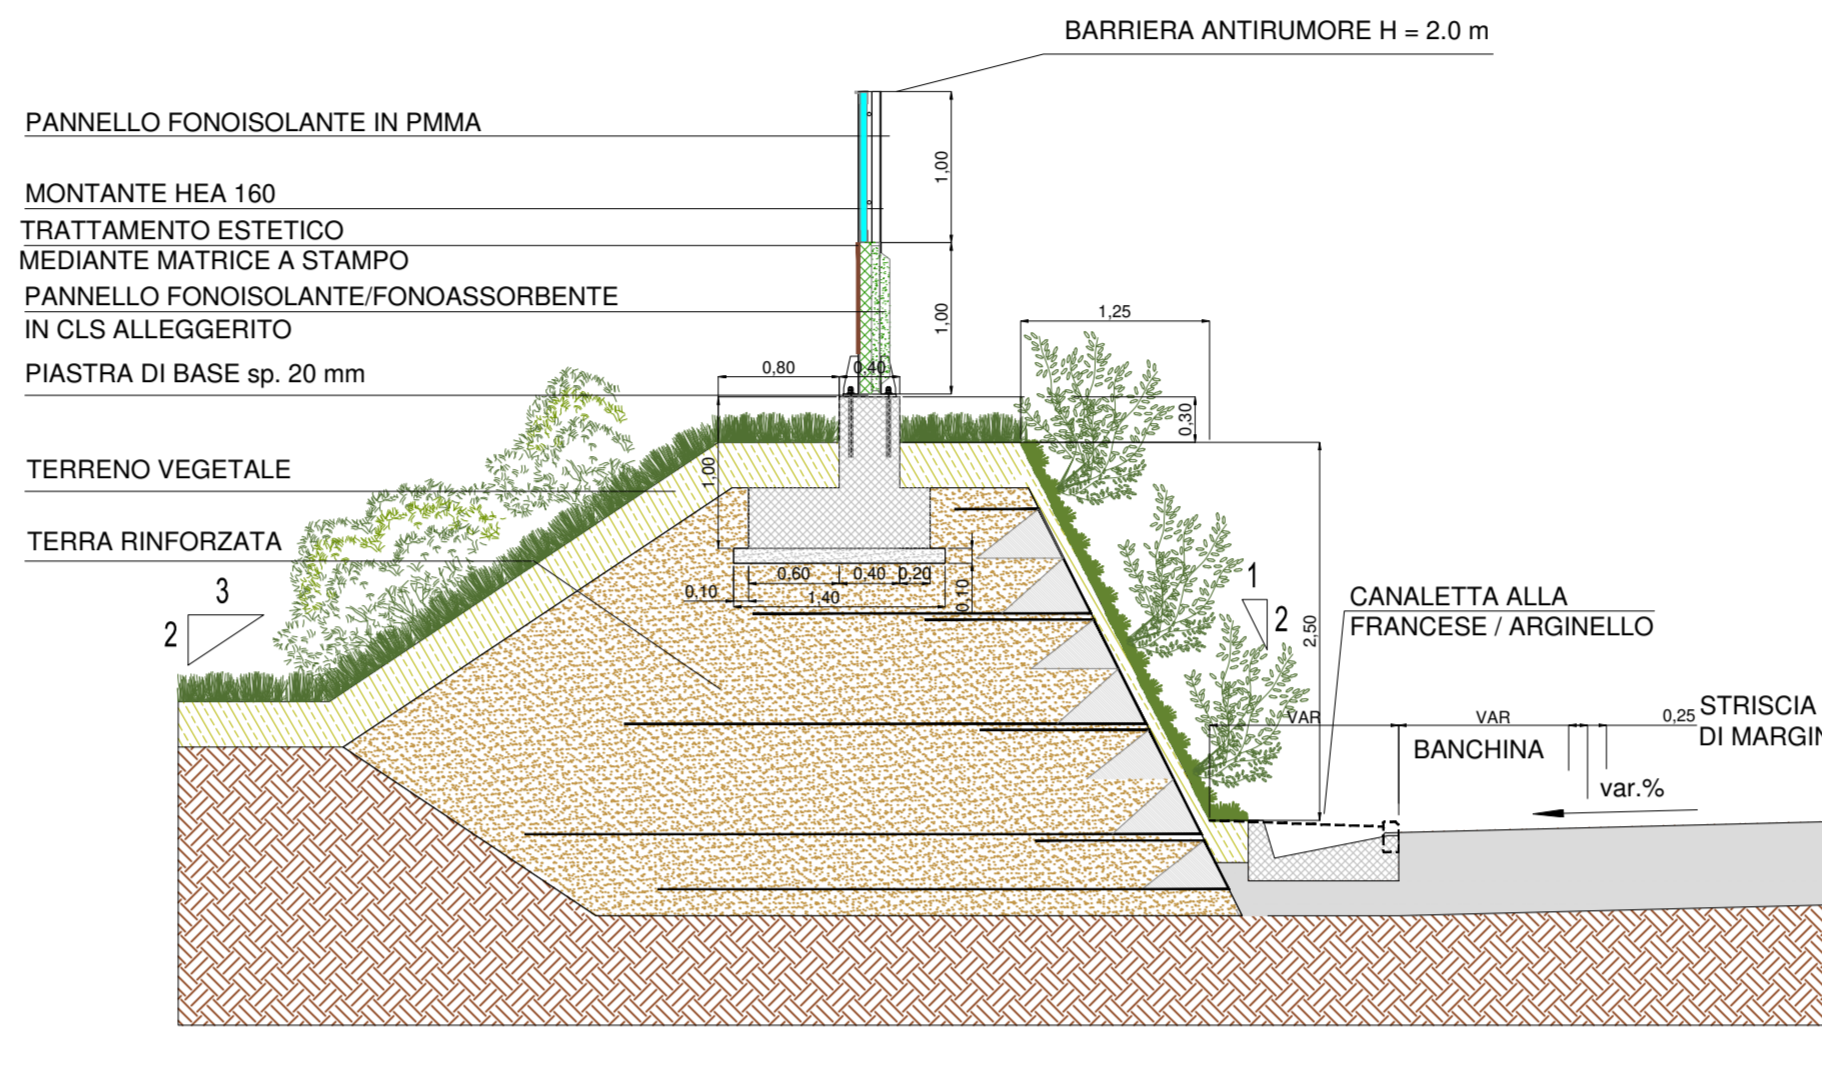 BARRIERA ANTIRUMORE H = 2.0 m
PANNELLO FONOISOLANTE IN PMMA
1,00
MONTANTE HEA 160
TRATTAMENTO ESTETICO
MEDIANTE MATRICE A STAMPO
PANNELLO FONOISOLANTE/FONOASSORBENTE
IN CLS ALLEGGERITO
1,00
1,25
PIASTRA DI BASE sp. 20 mm
0,80
0,40
0,30
TERRENO VEGETALE
1,00
TERRA RINFORZATA
0,60
0,40
0,20
0,10
1,40
0,10
3
2
1
2
2,50
CANALETTA ALLA
FRANCESE / ARGINELLO
VAR
VAR
0,25
STRISCIA
DI MARGIN
BANCHINA
var.%